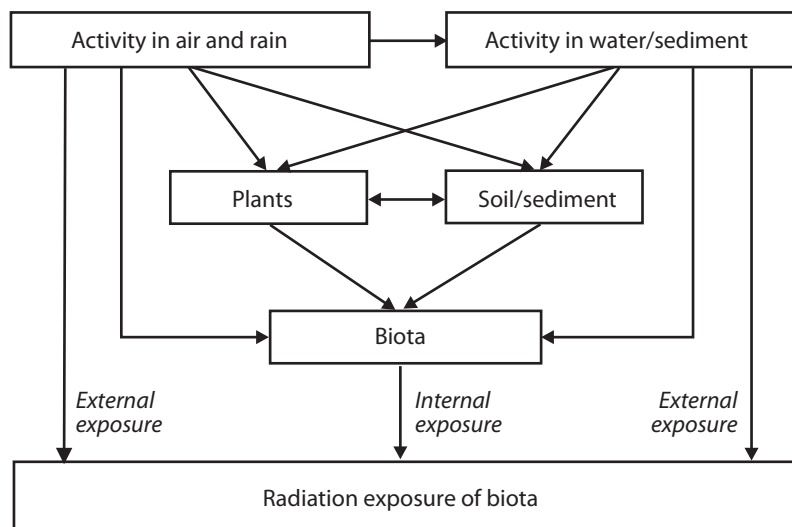 Activity in air and rain
Activity in water/sediment
Plants
Soil/sediment
Biota
External
exposure
Internal
exposure
External
exposure
Radiation exposure of biota